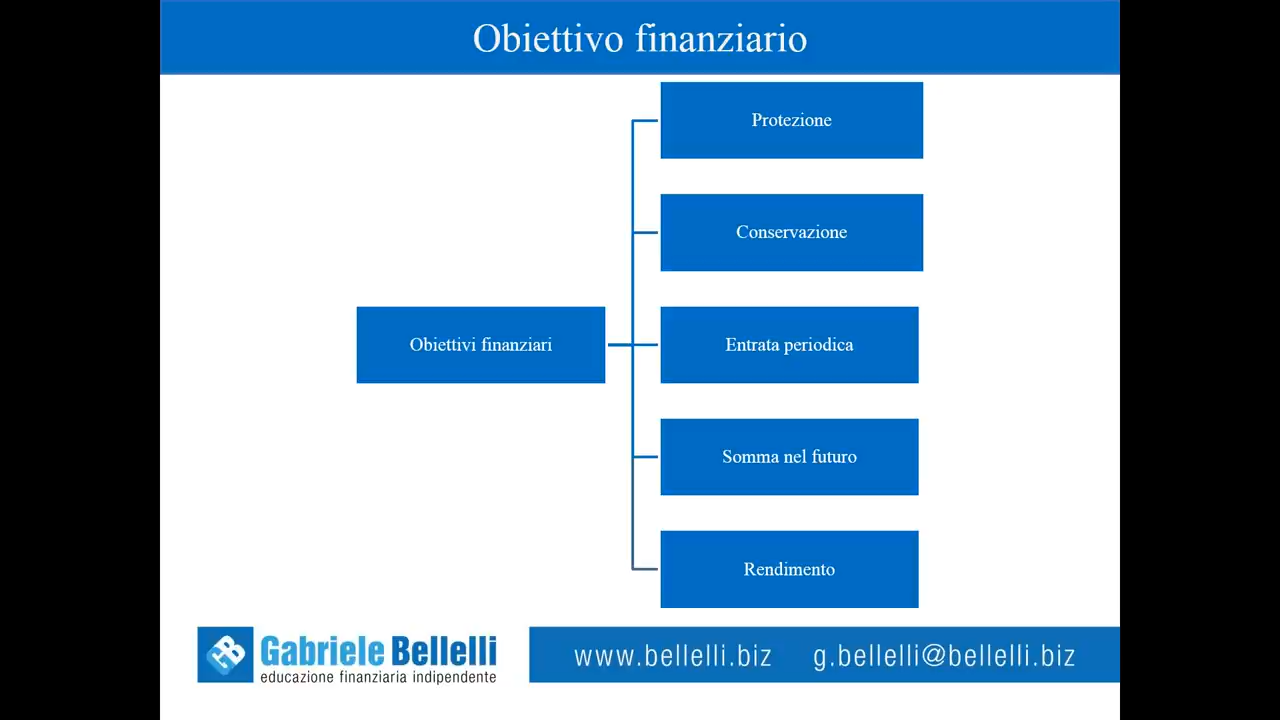 Obiettivo finanziario
Protezione
Conservazione
Obiettivi finanziari
Entrata periodica
Somma nel futuro
Rendimento
Gabriele Bellelli
educazione finanziaria indipendente
www.bellelli.biz g.bellelli@bellelli.biz